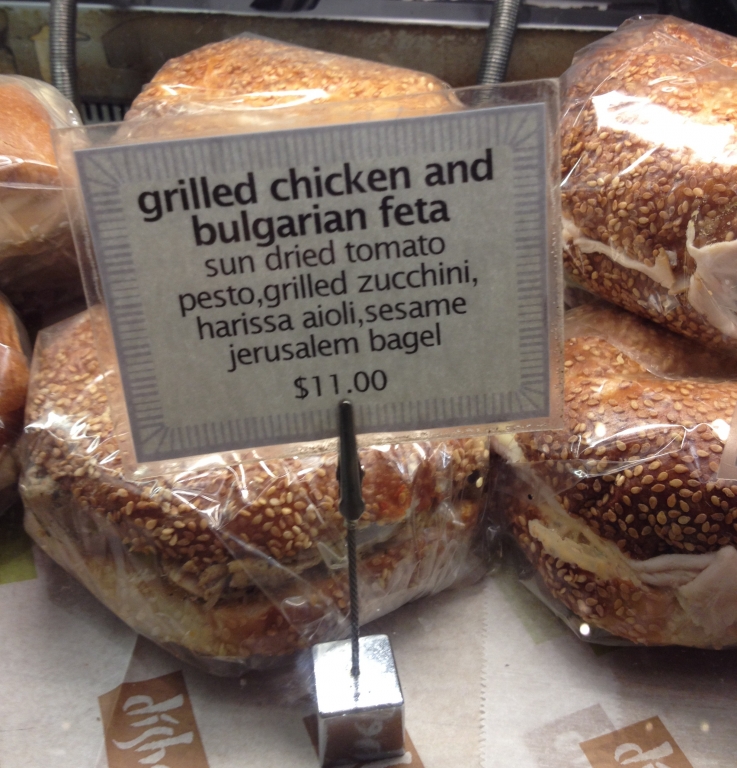 grilled chicken and
bulgarian feta
sun dried tomato
pesto,grilled zucchini,
harissa aioli,sesame
jerusalem bagel
$11.00